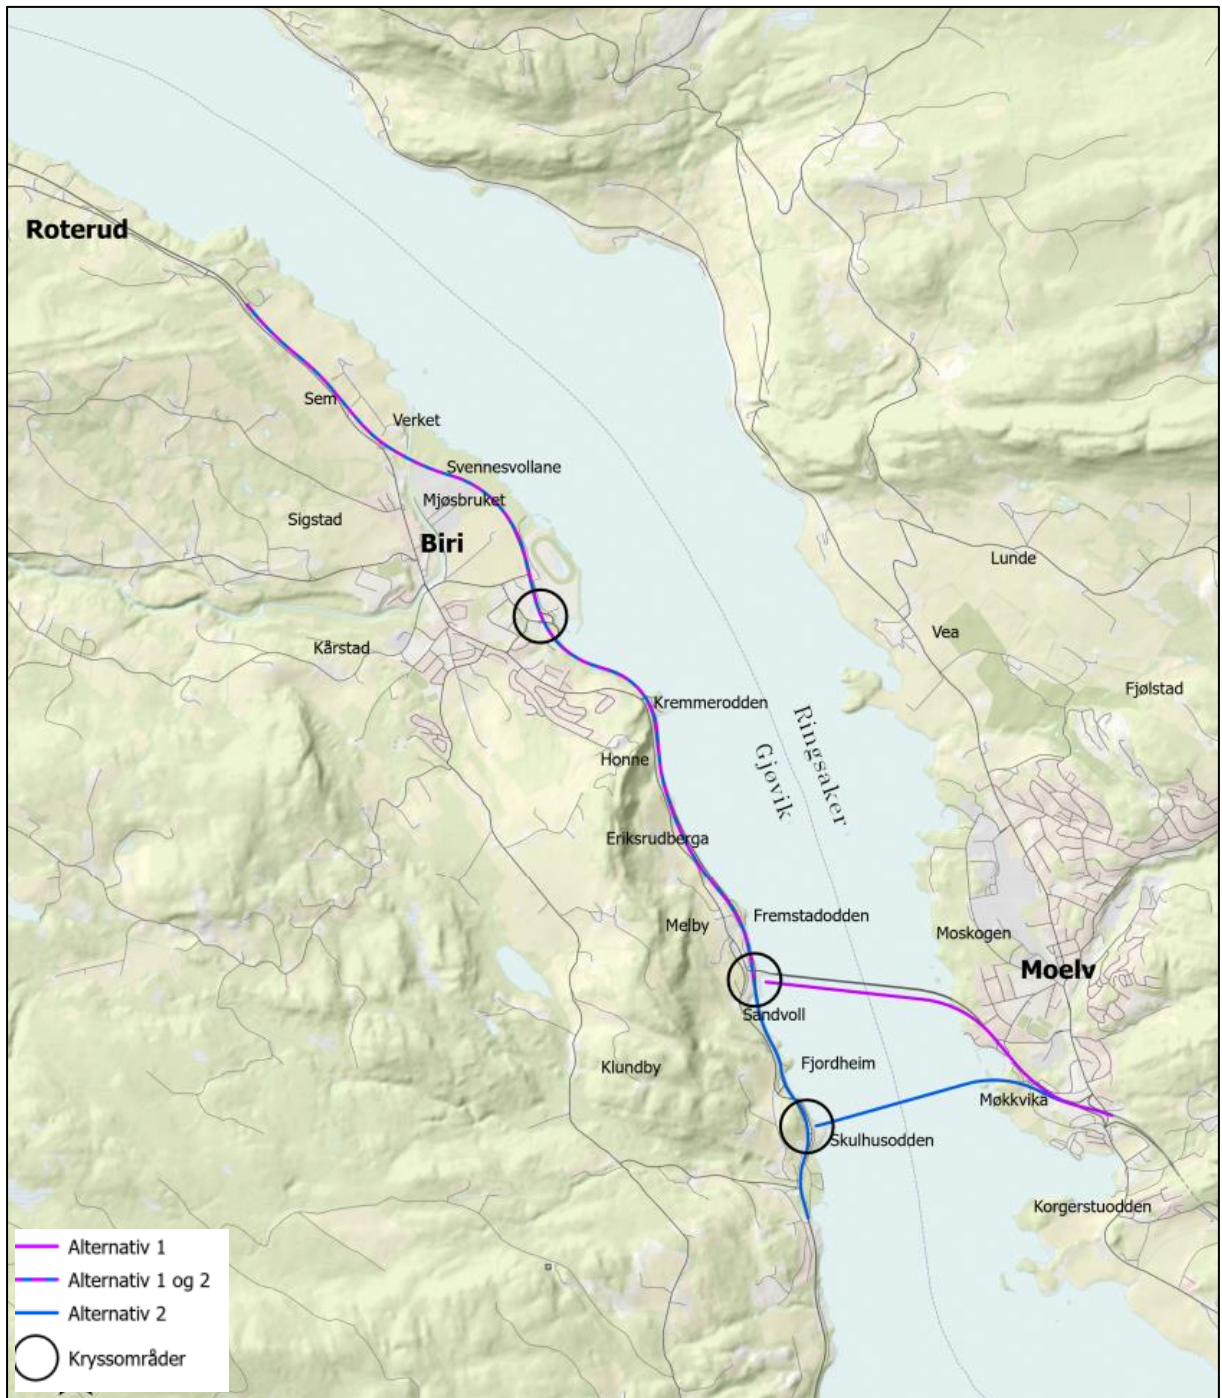 Roterud
Sem
Verket
Svennesvollane
Mjøsbruket
Sigstad
Biri
Lunde
Vea
Kårstad
Fjølstad
Kremmerodden
Ringsaker
Gjøvik
Honne
Eriksrudberga
Fremstadodden
Melby
Moskogen
Moelv
Sandvoll
Fjordheim
Klundby
Møkkvika
Skulhusodden
Korgerstuodden
Alternativ 1
Alternativ 1 og 2
Alternativ 2
Kryssområder